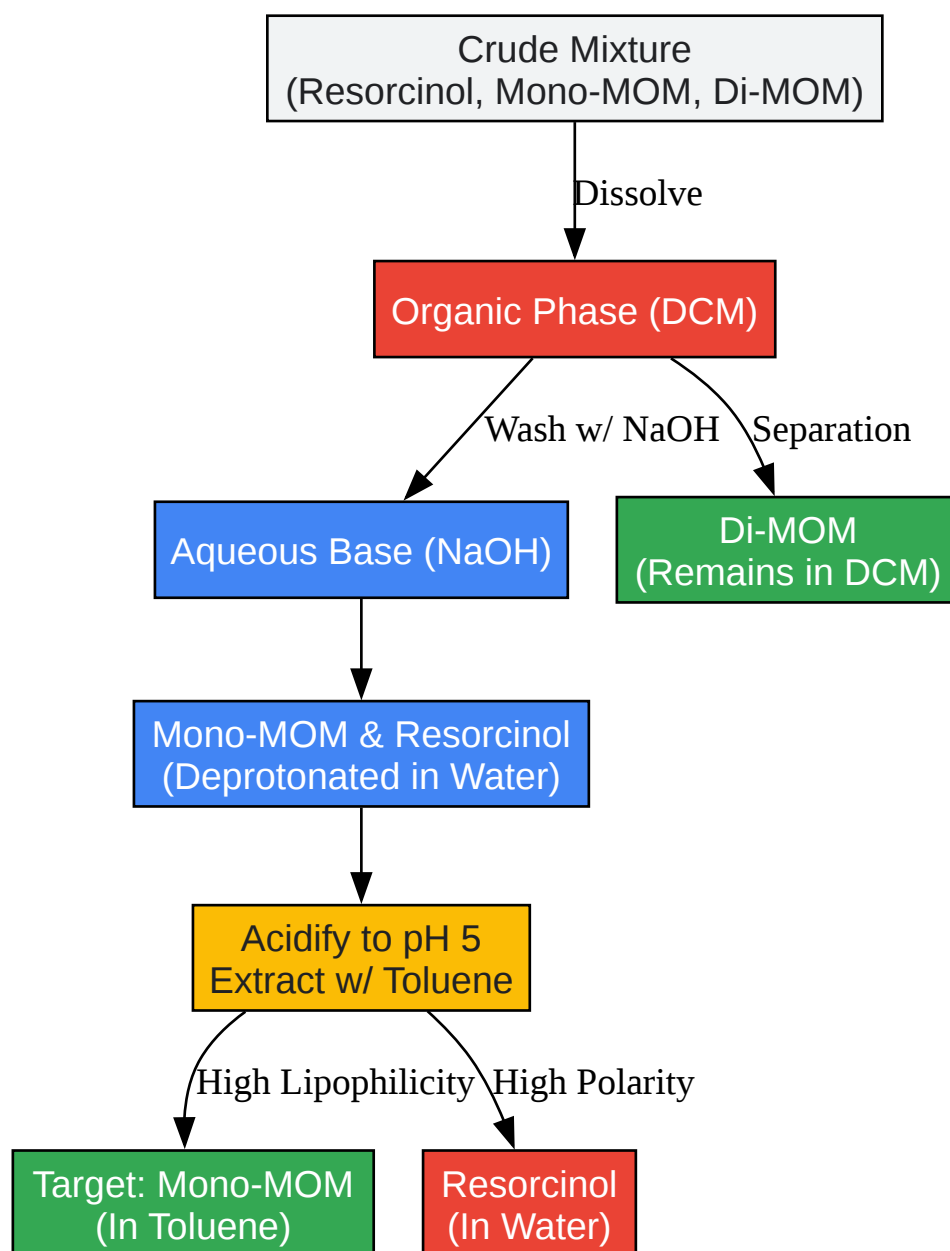 Crude Mixture
(Resorcinol, Mono-MOM, Di-MOM)
Dissolve
Organic Phase (DCM)
Wash w/ NaOH
Separation
Aqueous Base (NaOH)
Di-MOM
(Remains in DCM)
Mono-MOM & Resorcinol
(Deprotonated in Water)
Acidify to pH 5
Extract w/ Toluene
High Lipophilicity
High Polarity
Target: Mono-MOM
(In Toluene)
Resorcinol
(In Water)